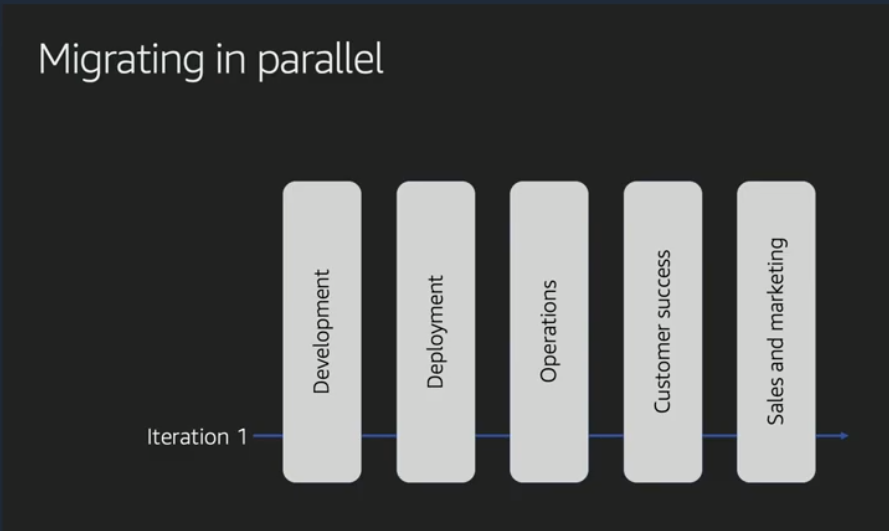 Migrating in parallel
Development
Deployment
Operations
Customer success
Sales and marketing
Iteration 1